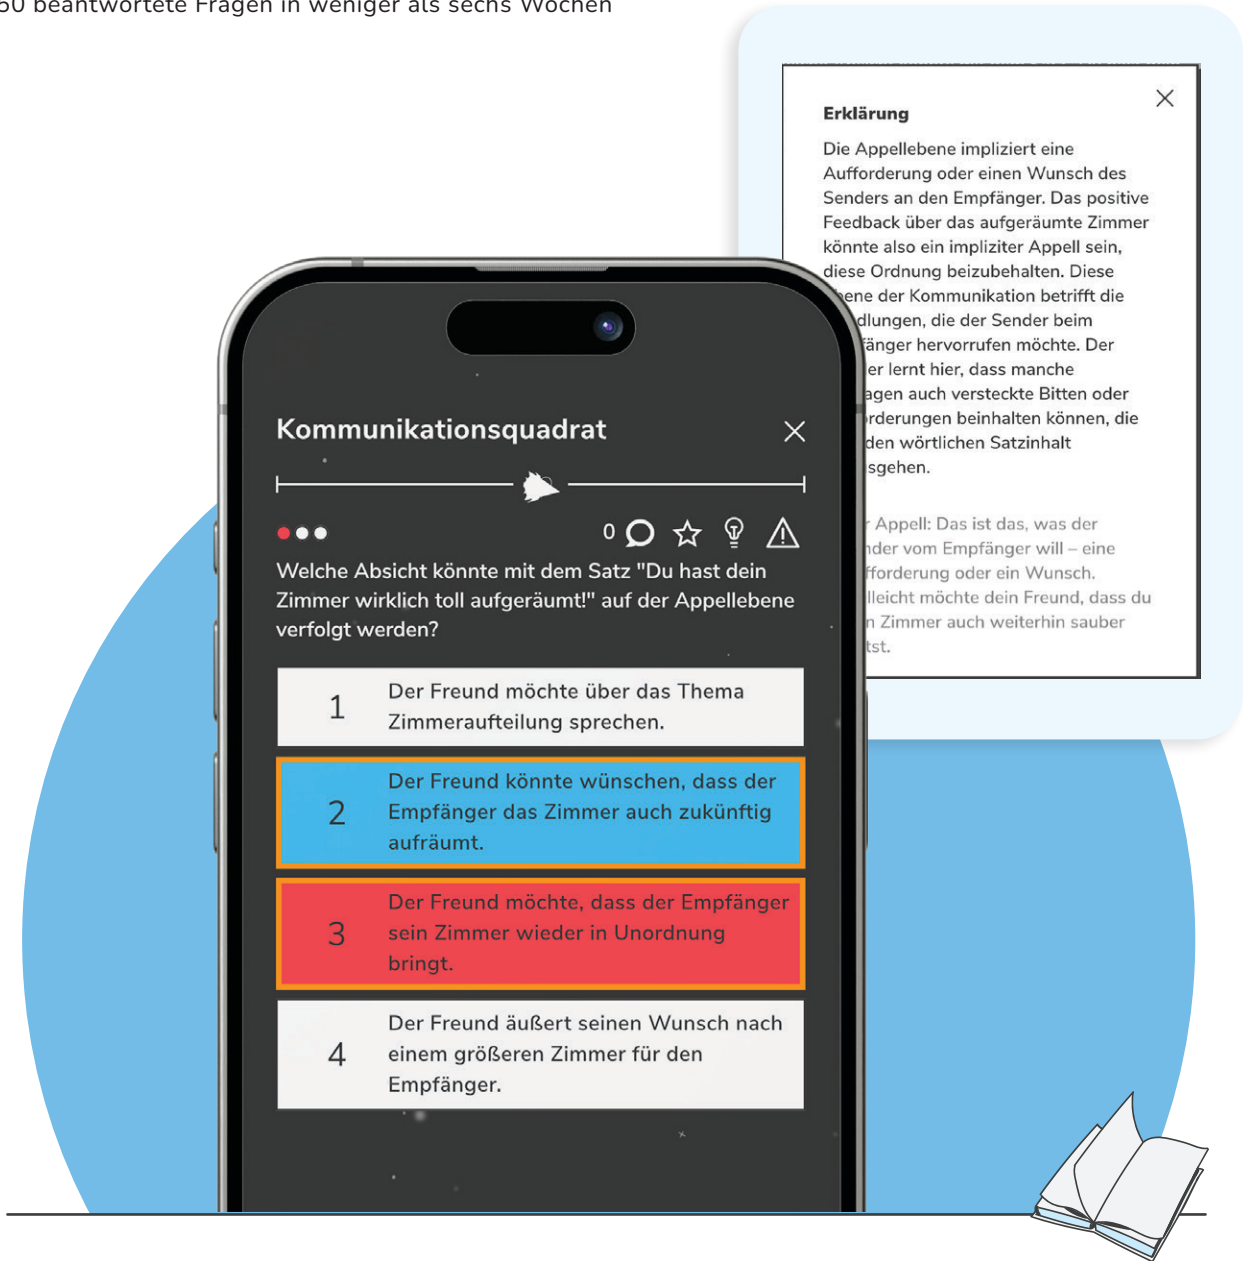 50 beantwortete Fragen in weniger als sechs Wochen
Erklärung
Die Appellebene impliziert eine
Aufforderung oder einen Wunsch des
Senders an den Empfänger. Das positive
Feedback über das aufgeräumte Zimmer
könnte also ein impliziter Appell sein,
diese Ordnung beizubehalten. Diese
der Kommunikation betrifft die
die der Sender beim
hervorrufen möchte. Der
lernt hier, dass manche
auch versteckte Bitten oder
beinhalten können, die
den wörtlichen Satzinhalt
Appell: Das ist das, was der
vom Empfänger will – eine
oder ein Wunsch.
möchte dein Freund, dass du
Zimmer auch weiterhin sauber
Kommunikationsquadrat
0
Welche Absicht könnte mit dem Satz "Du hast dein
Zimmer wirklich toll aufgeräumt!" auf der Appellebene
verfolgt werden?
1
Der Freund möchte über das Thema
Zimmeraufteilung sprechen.
2
Der Freund könnte wünschen, dass der
Empfänger das Zimmer auch zukünftig
aufräumt.
3
Der Freund möchte, dass der Empfänger
sein Zimmer wieder in Unordnung
bringt.
4
Der Freund äußert seinen Wunsch nach
einem größeren Zimmer für den
Empfänger.